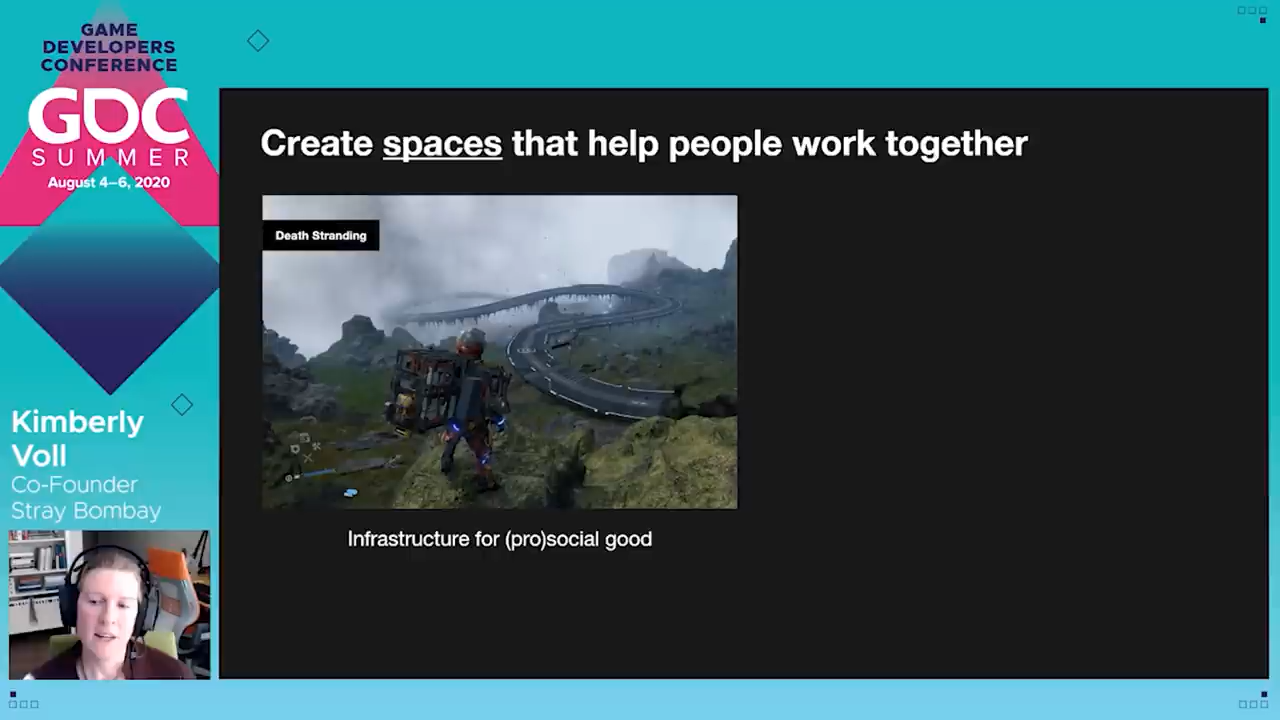 GAME
DEVELOPERS
CONFERENCE
GDC
SUMMER
August 4–6, 2020
Kimberly
Voll
Co-Founder
Stray Bombay
Create spaces that help people work together
Death Stranding
Infrastructure for (pro)social good